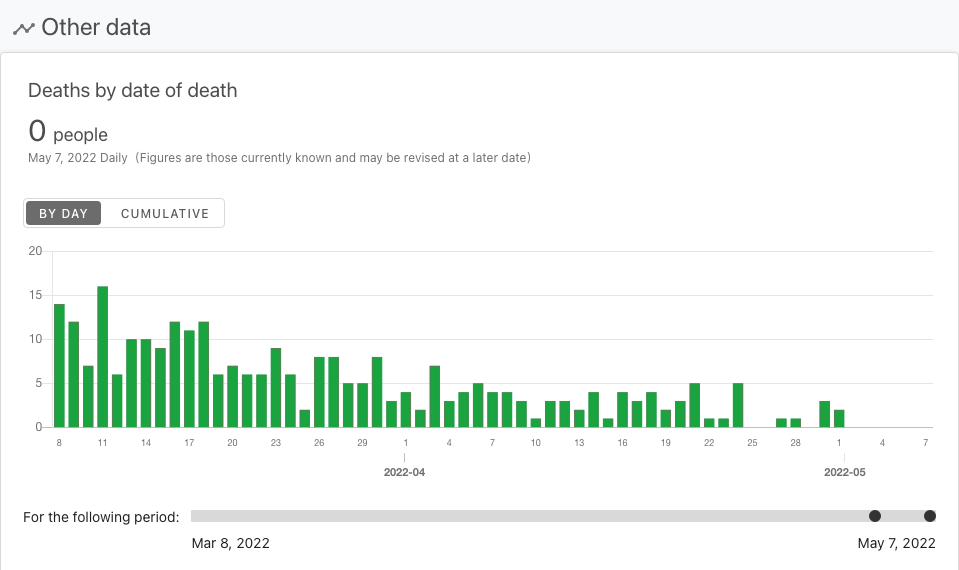 Other data
Deaths by date of death
0 people
May 7, 2022 Daily (Figures are those currently known and may be revised at a later date)
BY DAY CUMULATIVE
20
15
10
5
0
8 11 14 17 20 23 26 29 1 4 7 10 13 16 19 22 25 28 1 4 7
2022-04 2022-05
For the following period:
Mar 8, 2022 May 7, 2022